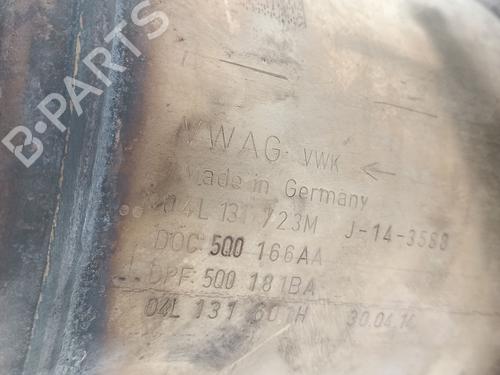 B-PARTS
VWAG VWK ←
Made in Germany
04L 131 723M J-14-3588
DOC 5Q0 166AA
DPF 5Q0 181BA
04L 131 601H 30.04.14